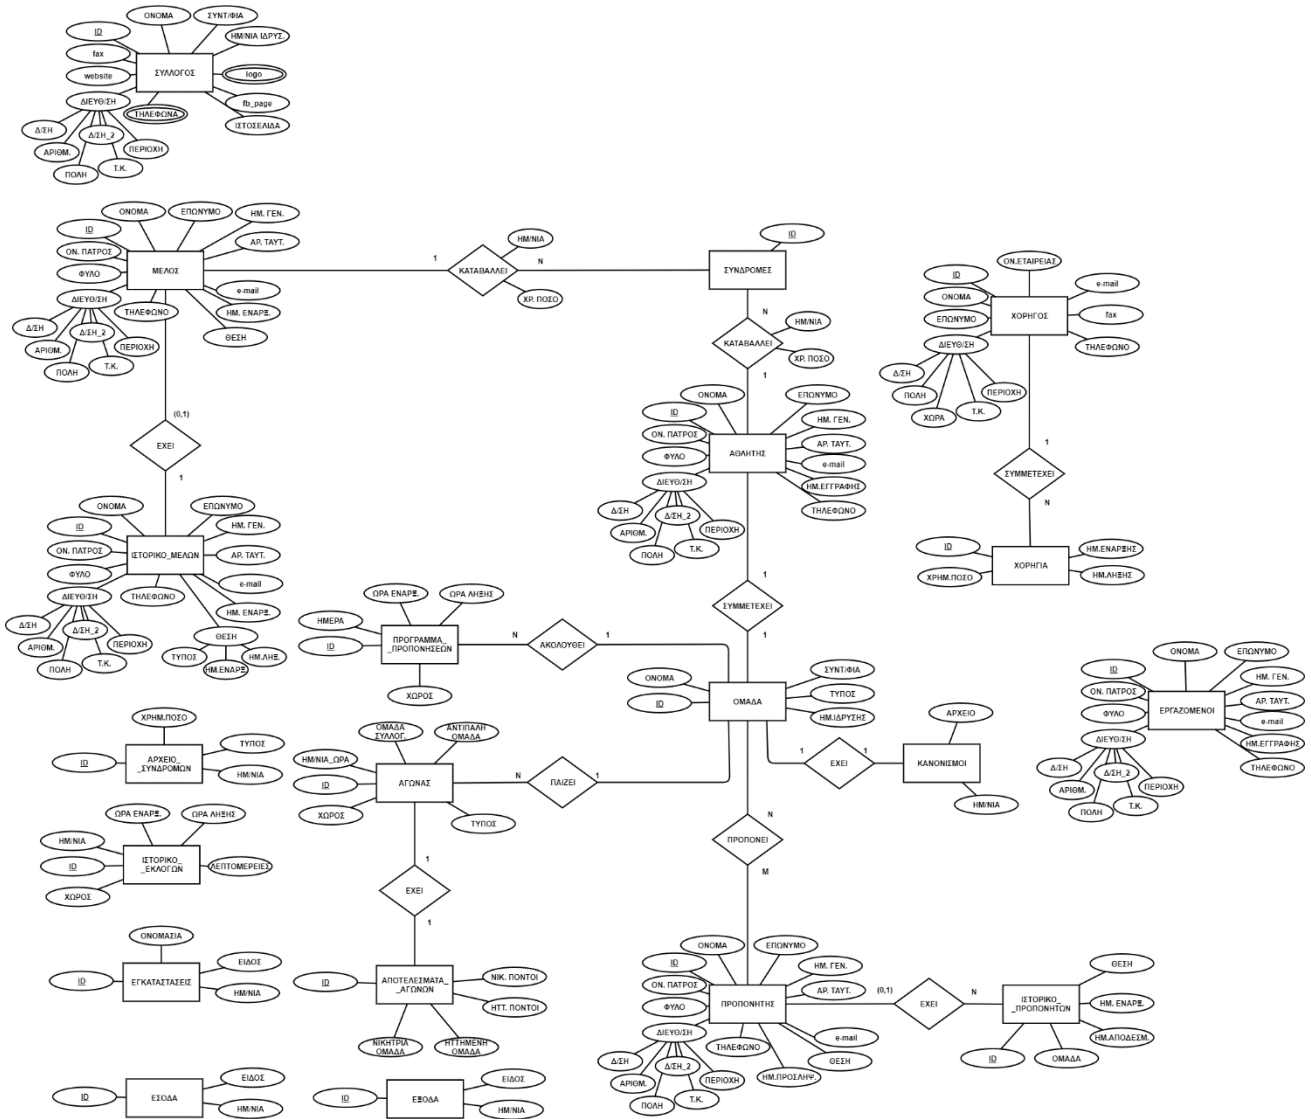 ΟΝΟΜΑ
ΣΥΝΤ/ΦΙΑ
ID
ΗΜ/ΝΙΑ ΙΔΡΥΣ.
fax
ΣΥΛΛΟΓΟΣ
logo
website
ΔΙΕΥΘ/ΣΗ
fb_page
ΤΗΛΕΦΩΝΑ
ΙΣΤΟΣΕΛΙΔΑ
Δ/ΣΗ
Δ/ΣΗ_2
ΑΡΙΘΜ.
ΠΕΡΙΟΧΗ
ΠΟΛΗ
Τ.Κ.
ΟΝΟΜΑ
ΕΠΩΝΥΜΟ
ΗΜ. ΓΕΝ.
ID
ΑΡ. ΤΑΥΤ.
ΟΝ. ΠΑΤΡΟΣ
ΜΕΛΟΣ
ΦΥΛΟ
e-mail
ΔΙΕΥΘ/ΣΗ
ΤΗΛΕΦΩΝΟ
ΗΜ. ΕΝΑΡΞ.
Δ/ΣΗ
Δ/ΣΗ_2
ΘΕΣΗ
ΑΡΙΘΜ.
ΠΕΡΙΟΧΗ
ΠΟΛΗ
Τ.Κ.
1
ΚΑΤΑΒΑΛΛΕΙ
ΗΜ/ΝΙΑ
ΧΡ. ΠΟΣΟ
N
ID
ΣΥΝΔΡΟΜΕΣ
N
ΚΑΤΑΒΑΛΛΕΙ
ΗΜ/ΝΙΑ
ΧΡ. ΠΟΣΟ
1
ΟΝ.ΕΤΑΙΡΕΙΑΣ
ID
e-mail
ΟΝΟΜΑ
ΧΟΡΗΓΟΣ
fax
ΕΠΩΝΥΜΟ
ΔΙΕΥΘ/ΣΗ
ΤΗΛΕΦΩΝΟ
Δ/ΣΗ
ΠΟΛΗ
ΠΕΡΙΟΧΗ
ΧΩΡΑ
Τ.Κ.
1
ΣΥΜΜΕΤΕΧΕΙ
N
ID
ΗΜ.ΕΝΑΡΞΗΣ
ΧΟΡΗΓΙΑ
ΧΡΗΜ.ΠΟΣΟ
ΗΜ.ΛΗΞΗΣ
(0,1)
ΕΧΕΙ
1
ΟΝΟΜΑ
ΕΠΩΝΥΜΟ
ID
ΗΜ. ΓΕΝ.
ΟΝ. ΠΑΤΡΟΣ
ΙΣΤΟΡΙΚΟ_ΜΕΛΩΝ
ΑΡ. ΤΑΥΤ.
ΦΥΛΟ
e-mail
ΔΙΕΥΘ/ΣΗ
ΤΗΛΕΦΩΝΟ
ΗΜ. ΕΝΑΡΞ.
Δ/ΣΗ
Δ/ΣΗ_2
ΘΕΣΗ
ΑΡΙΘΜ.
ΠΕΡΙΟΧΗ
ΤΥΠΟΣ
ΗΜ.ΛΗΞ.
ΠΟΛΗ
Τ.Κ.
ΗΜ.ΕΝΑΡΞ
ΟΝΟΜΑ
ΕΠΩΝΥΜΟ
ID
ΗΜ. ΓΕΝ.
ΟΝ. ΠΑΤΡΟΣ
ΑΘΛΗΤΗΣ
ΑΡ. ΤΑΥΤ.
ΦΥΛΟ
e-mail
ΔΙΕΥΘ/ΣΗ
ΗΜ.ΕΓΓΡΑΦΗΣ
Δ/ΣΗ
Δ/ΣΗ_2
ΤΗΛΕΦΩΝΟ
ΑΡΙΘΜ.
ΠΕΡΙΟΧΗ
ΠΟΛΗ
Τ.Κ.
1
ΣΥΜΜΕΤΕΧΕΙ
1
ΩΡΑ ΕΝΑΡΞ.
ΩΡΑ ΛΗΞΗΣ
ΗΜΕΡΑ
ID
ΠΡΟΓΡΑΜΜΑ_
_ΠΡΟΠΟΝΗΣΕΩΝ
ΧΩΡΟΣ
N
ΑΚΟΛΟΥΘΕΙ
1
ΟΝΟΜΑ
ID
ΟΜΑΔΑ
ΣΥΝΤ/ΦΙΑ
ΤΥΠΟΣ
ΗΜ.ΙΔΡΥΣΗΣ
1
ΕΧΕΙ
1
ΑΡΧΕΙΟ
ΚΑΝΟΝΙΣΜΟΙ
ΗΜ/ΝΙΑ
ΟΝΟΜΑ
ΕΠΩΝΥΜΟ
ID
ΗΜ. ΓΕΝ.
ΟΝ. ΠΑΤΡΟΣ
ΕΡΓΑΖΟΜΕΝΟΙ
ΑΡ. ΤΑΥΤ.
ΦΥΛΟ
e-mail
ΔΙΕΥΘ/ΣΗ
ΗΜ.ΕΓΓΡΑΦΗΣ
Δ/ΣΗ
Δ/ΣΗ_2
ΤΗΛΕΦΩΝΟ
ΑΡΙΘΜ.
ΠΕΡΙΟΧΗ
ΠΟΛΗ
Τ.Κ.
ΧΡΗΜ.ΠΟΣΟ
ID
ΑΡΧΕΙΟ_
_ΣΥΝΔΡΟΜΩΝ
ΤΥΠΟΣ
ΗΜ/ΝΙΑ
ΟΜΑΔΑ
ΣΥΛΛΟΓ.
ΑΝΤΙΠΑΛΗ
ΟΜΑΔΑ
ΗΜ/ΝΙΑ_ΩΡΑ
ID
ΑΓΩΝΑΣ
ΧΩΡΟΣ
ΤΥΠΟΣ
N
ΠΑΙΖΕΙ
1
ΩΡΑ ΕΝΑΡΞ.
ΩΡΑ ΛΗΞΗΣ
ΗΜ/ΝΙΑ
ID
ΙΣΤΟΡΙΚΟ_
_ΕΚΛΟΓΩΝ
ΛΕΠΤΟΜΕΡΕΙΕΣ
ΧΩΡΟΣ
1
ΕΧΕΙ
1
N
ΠΡΟΠΟΝΕΙ
M
ΟΝΟΜΑΣΙΑ
ID
ΕΓΚΑΤΑΣΤΑΣΕΙΣ
ΕΙΔΟΣ
ΗΜ/ΝΙΑ
ID
ΑΠΟΤΕΛΕΣΜΑΤΑ_
_ΑΓΩΝΩΝ
ΝΙΚ. ΠΟΝΤΟΙ
ΗΤΤ. ΠΟΝΤΟΙ
ΝΙΚΗΤΡΙΑ
ΟΜΑΔΑ
ΗΤΤΗΜΕΝΗ
ΟΜΑΔΑ
ΟΝΟΜΑ
ΕΠΩΝΥΜΟ
ID
ΗΜ. ΓΕΝ.
ΟΝ. ΠΑΤΡΟΣ
ΑΡ. ΤΑΥΤ.
ΦΥΛΟ
ΠΡΟΠΟΝΗΤΗΣ
ΔΙΕΥΘ/ΣΗ
e-mail
ΤΗΛΕΦΩΝΟ
ΘΕΣΗ
Δ/ΣΗ
Δ/ΣΗ_2
ΗΜ.ΠΡΟΣΛΗΨ.
ΑΡΙΘΜ.
ΠΕΡΙΟΧΗ
ΠΟΛΗ
Τ.Κ.
(0,1)
ΕΧΕΙ
N
ΘΕΣΗ
ΙΣΤΟΡΙΚΟ_
_ΠΡΟΠΟΝΗΤΩΝ
ΗΜ. ΕΝΑΡΞ.
ΗΜ.ΑΠΟΔΕΣΜ.
ID
ΟΜΑΔΑ
ID
ΕΣΟΔΑ
ΕΙΔΟΣ
ΗΜ/ΝΙΑ
ID
ΕΞΟΔΑ
ΕΙΔΟΣ
ΗΜ/ΝΙΑ